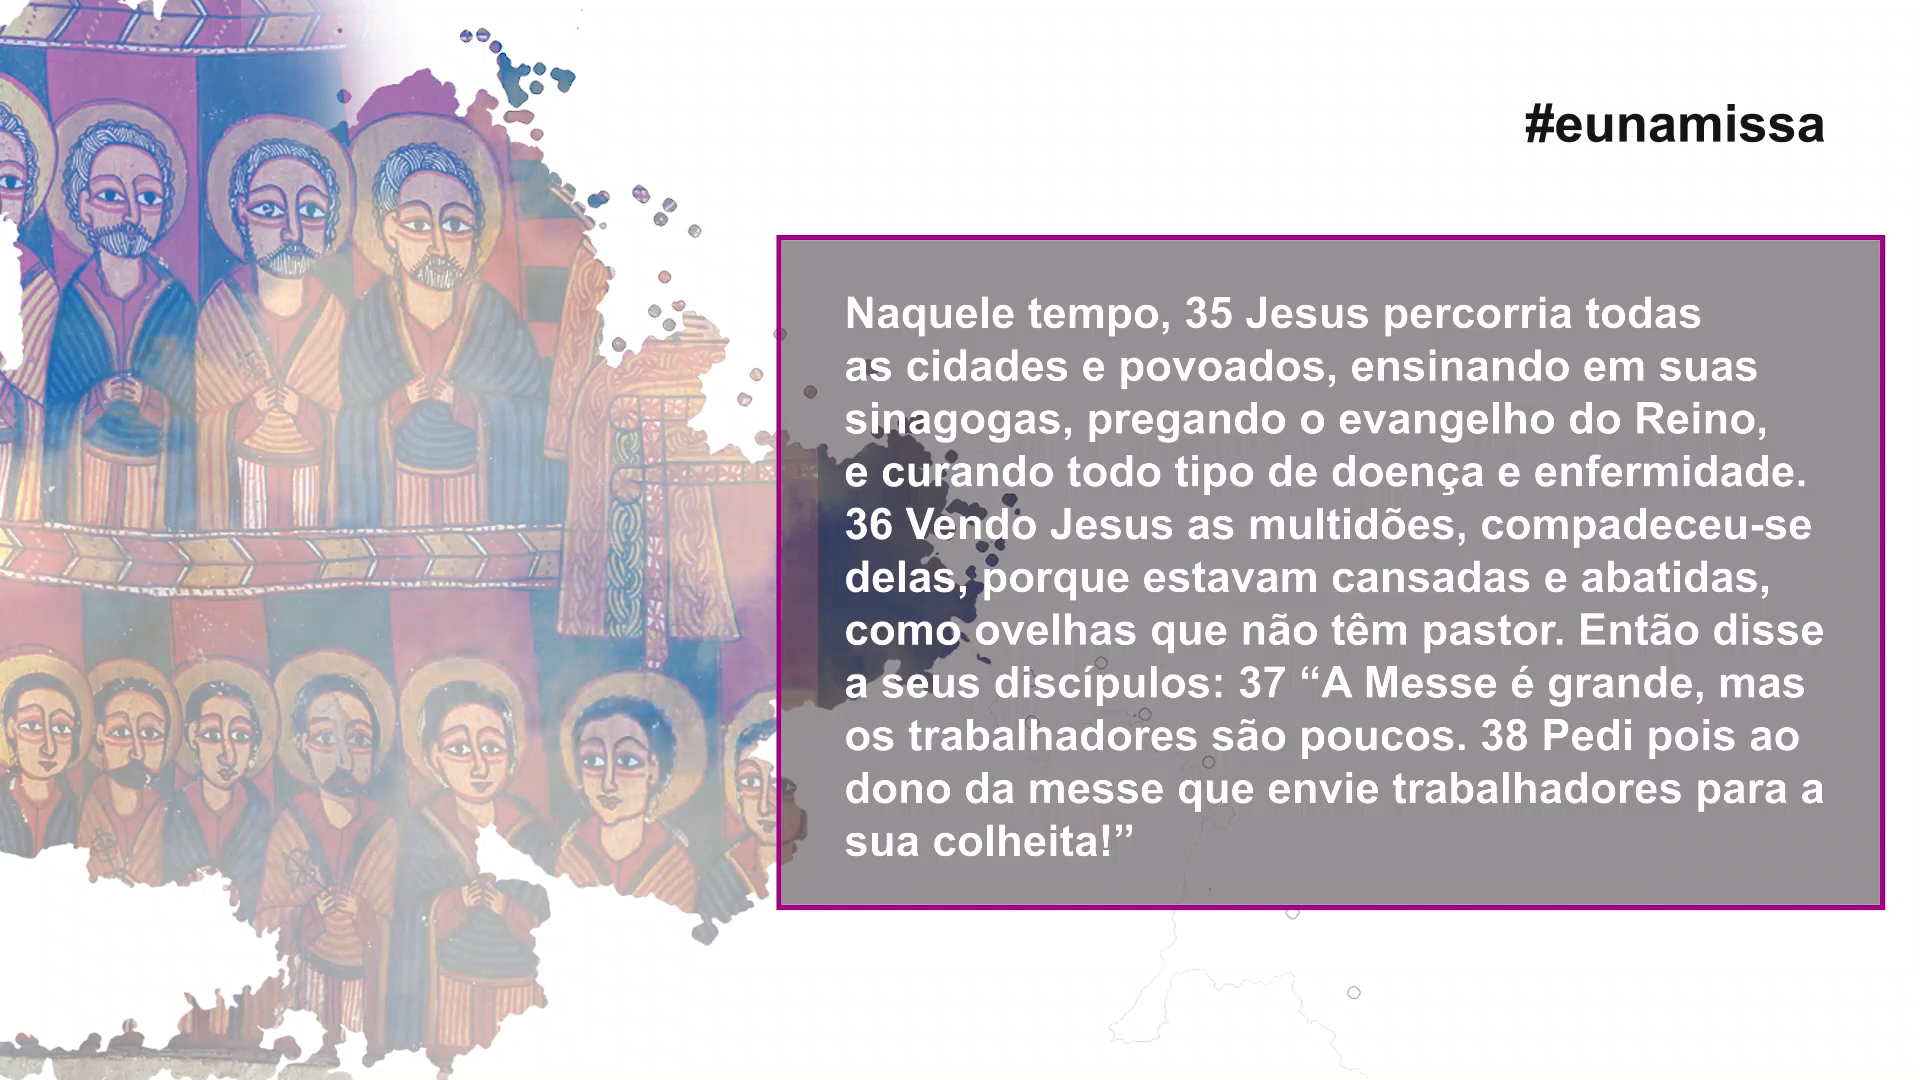 #eunamissa
Naquele tempo, 35 Jesus percorria todas
as cidades e povoados, ensinando em suas
sinagogas, pregando o evangelho do Reino,
e curando todo tipo de doença e enfermidade.
36 Vendo Jesus as multidões, compadeceu-se
delas, porque estavam cansadas e abatidas,
como ovelhas que não têm pastor. Então disse
a seus discípulos: 37 “A Messe é grande, mas
os trabalhadores são poucos. 38 Pedi pois ao
dono da messe que envie trabalhadores para a
sua colheita!”